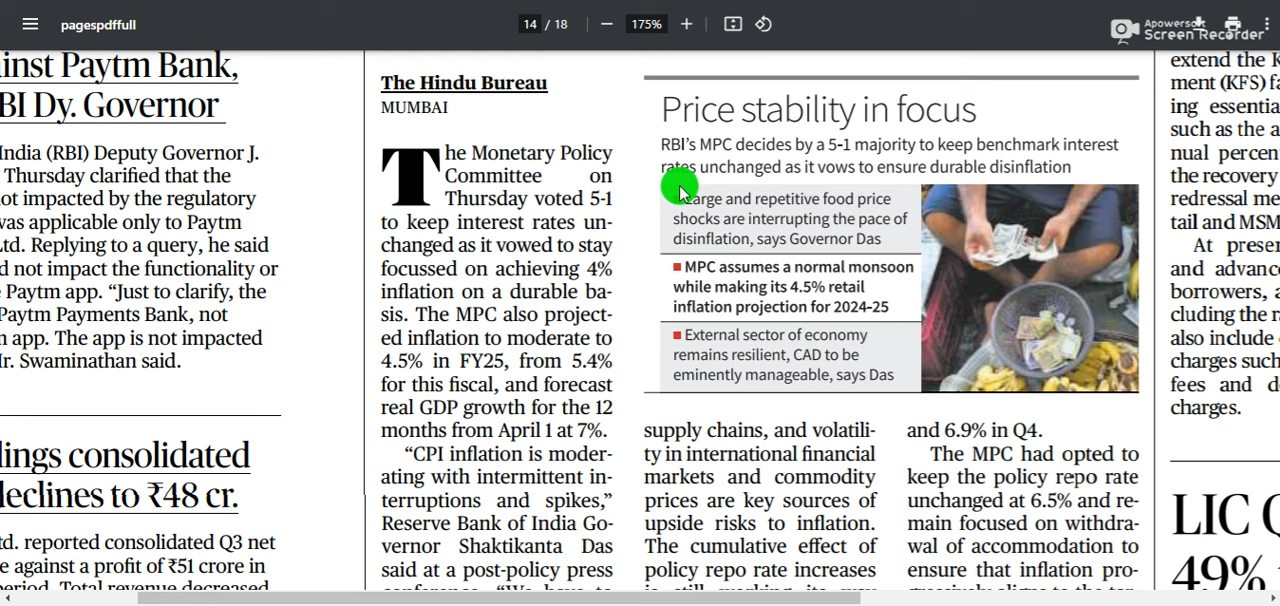 pagespdffull
14 / 18
175%
Apowersoft
Screen Recorder
inst Paytm Bank,
BI Dy. Governor
India (RBI) Deputy Governor J.
Thursday clarified that the
not impacted by the regulatory
was applicable only to Paytm
Ltd. Replying to a query, he said
d not impact the functionality or
e Paytm app. “Just to clarify, the
Paytm Payments Bank, not
m app. The app is not impacted
Mr. Swaminathan said.
lings consolidated
declines to ₹48 cr.
td. reported consolidated Q3 net
e against a profit of ₹51 crore in
period. Total revenue decreased
The Hindu Bureau
MUMBAI
The Monetary Policy
Committee on
Thursday voted 5-1
to keep interest rates un-
changed as it vowed to stay
focussed on achieving 4%
inflation on a durable ba-
sis. The MPC also project-
ed inflation to moderate to
4.5% in FY25, from 5.4%
for this fiscal, and forecast
real GDP growth for the 12
months from April 1 at 7%.
“CPI inflation is moder-
ating with intermittent in-
terruptions and spikes,”
Reserve Bank of India Go-
vernor Shaktikanta Das
said at a post-policy press
Price stability in focus
RBI’s MPC decides by a 5-1 majority to keep benchmark interest
rates unchanged as it vows to ensure durable disinflation
Large and repetitive food price
shocks are interrupting the pace of
disinflation, says Governor Das
MPC assumes a normal monsoon
while making its 4.5% retail
inflation projection for 2024-25
External sector of economy
remains resilient, CAD to be
eminently manageable, says Das
supply chains, and volatili-
ty in international financial
markets and commodity
prices are key sources of
upside risks to inflation.
The cumulative effect of
policy repo rate increases
and 6.9% in Q4.
The MPC had opted to
keep the policy repo rate
unchanged at 6.5% and re-
main focused on withdra-
wal of accommodation to
ensure that inflation pro-
extend the K
ment (KFS) fa
ing essentia
such as the a
nual percen
the recovery
redressal me
tail and MSM
At prese
and advanc
borrowers, a
cluding the r
also include
charges such
fees and d
charges.
LIC Q
49%